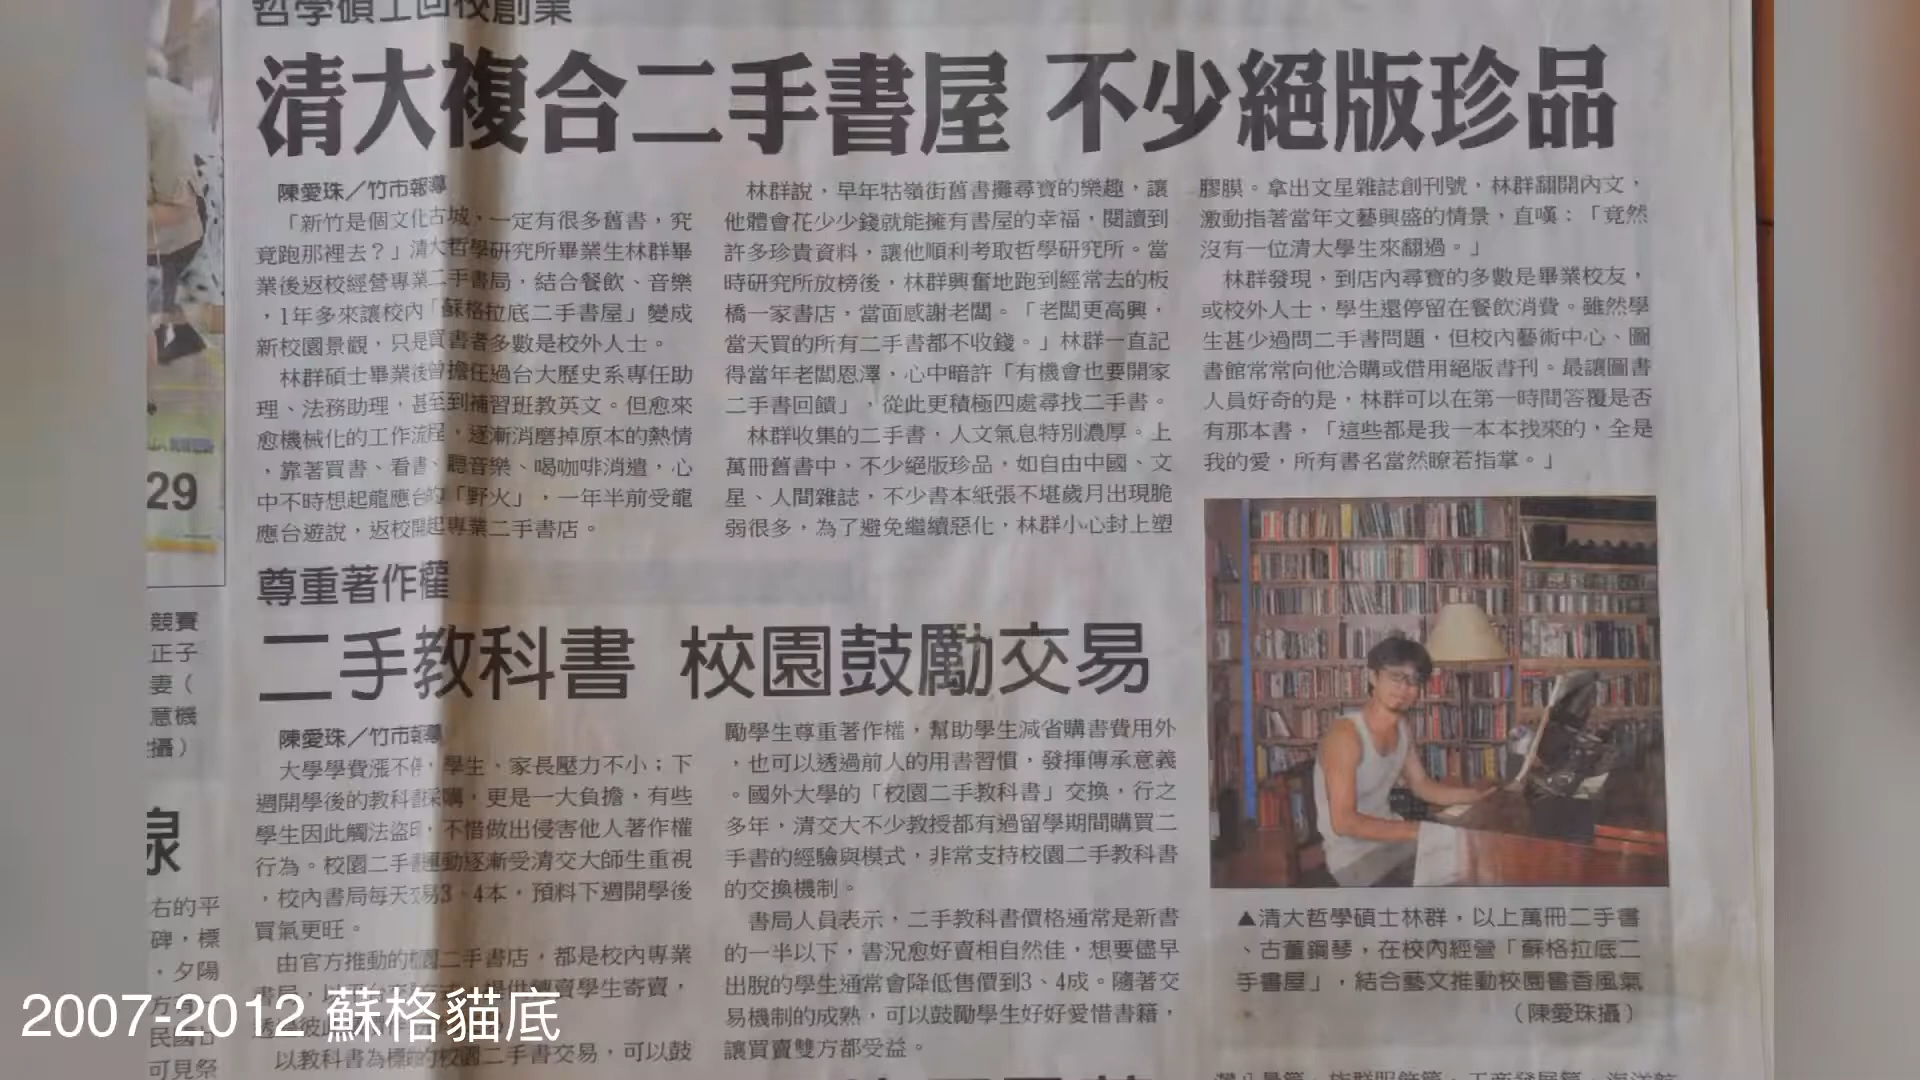 哲學碩士回校創業
清大複合二手書屋 不少絕版珍品
陳愛珠／竹市報導
「新竹是個文化古城，一定有很多舊書，究
竟跑那裡去？」清大哲學研究所畢業生林群畢
業後返校經營專業二手書局，結合餐飲、音樂
，1年多來讓校內「蘇格拉底二手書屋」變成
新校園景觀，只是買書者多數是校外人士。
林群碩士畢業後曾擔任過台大歷史系專任助
理、法務助理，甚至到補習班教英文。但愈來
愈機械化的工作流程，逐漸消磨掉原本的熱情
，靠著買書、看書、聽音樂、喝咖啡消遣，心
中不時想起龍應台的「野火」，一年半前受龍
應台遊說，返校開起專業二手書店。
林群說，早年牯嶺街舊書攤尋寶的樂趣，讓
他體會花少少錢就能擁有書屋的幸福，閱讀到
許多珍貴資料，讓他順利考取哲學研究所。當
時研究所放榜後，林群興奮地跑到經常去的板
橋一家書店，當面感謝老闆。「老闆更高興，
當天買的所有二手書都不收錢。」林群一直記
得當年老闆恩澤，心中暗許「有機會也要開家
二手書回饋」，從此更積極四處尋找二手書。
林群收集的二手書，人文氣息特別濃厚。上
萬冊舊書中，不少絕版珍品，如自由中國、文
星、人間雜誌，不少書本紙張不堪歲月出現脆
弱很多，為了避免繼續惡化，林群小心封上塑
膠膜。拿出文星雜誌創刊號，林群翻開內文，
激動指著當年文藝興盛的情景，直嘆：「竟然
沒有一位清大學生來翻過。」
林群發現，到店內尋寶的多數是畢業校友，
或校外人士，學生還停留在餐飲消費。雖然學
生甚少過問二手書問題，但校內藝術中心、圖
書館常常向他洽購或借用絕版書刊。最讓圖書
人員好奇的是，林群可以在第一時間答覆是否
有那本書，「這些都是我一本本找來的，全是
我的愛，所有書名當然瞭若指掌。」
▲清大哲學碩士林群，以上萬冊二手書
、古董鋼琴，在校內經營「蘇格拉底二
手書屋」，結合藝文推動校園書香風氣
（陳愛珠攝）
尊重著作權
二手教科書 校園鼓勵交易
陳愛珠／竹市報導
大學學費漲不停，學生、家長壓力不小；下
週開學後的教科書採購，更是一大負擔，有些
學生因此觸法盜印，不惜做出侵害他人著作權
行為。校園二手書運動逐漸受清交大師生重視
，校內書局每天交易3、4本，預料下週開學後
買氣更旺。
由官方推動的校園二手書店，都是校內專業
書局，
賣學生寄賣，
以教科書為標的的校園二手書交易，可以鼓
勵學生尊重著作權，幫助學生減省購書費用外
，也可以透過前人的用書習慣，發揮傳承意義
。國外大學的「校園二手教科書」交換，行之
多年，清交大不少教授都有過留學期間購買二
手書的經驗與模式，非常支持校園二手教科書
的交換機制。
書局人員表示，二手教科書價格通常是新書
的一半以下，書況愈好賣相自然佳，想要儘早
出脫的學生通常會降低售價到3、4成。隨著交
易機制的成熟，可以鼓勵學生好好愛惜書籍，
讓買賣雙方都受益。
29
競賽
正子
妻（
意機
攝）
右的平
碑，標
，夕陽
可見祭
2007-2012 蘇格貓底